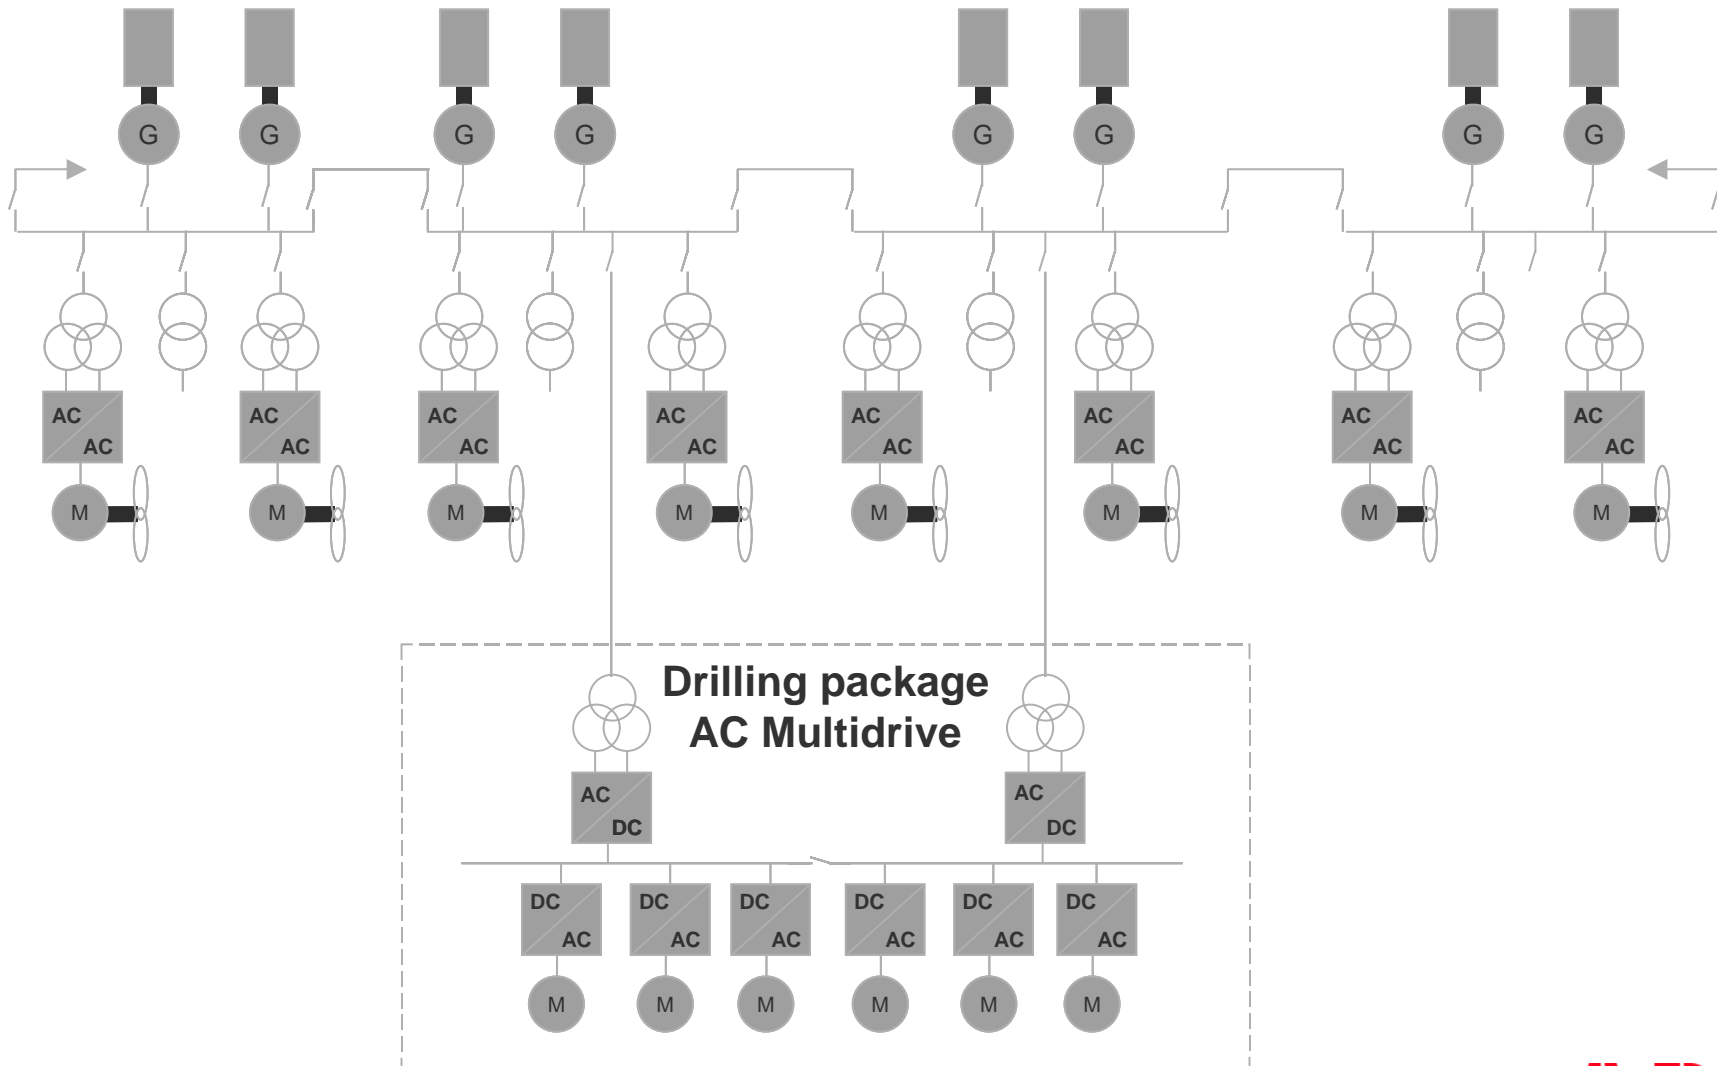 G G G G G G G G
AC AC AC AC AC AC AC AC
AC AC AC AC AC AC AC AC
M M M M M M M M
Drilling package
AC Multidrive
AC AC
DC DC
DC DC DC DC DC DC
AC AC AC AC AC AC
M M M M M M